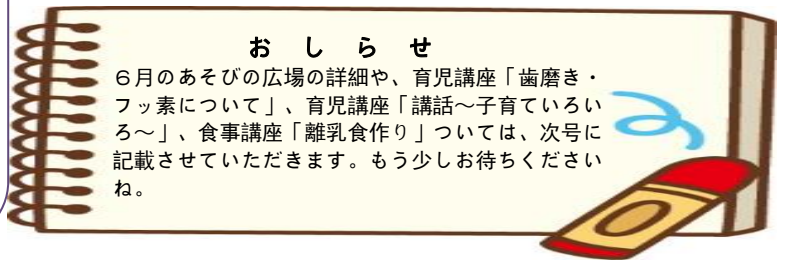 お　し　ら　せ
６月のあそびの広場の詳細や、育児講座「歯磨き・
フッ素について」、育児講座「講話～子育ていろい
ろ～」、食事講座「離乳食作り」ついては、次号に
記載させていただきます。もう少しお待ちください
ね。